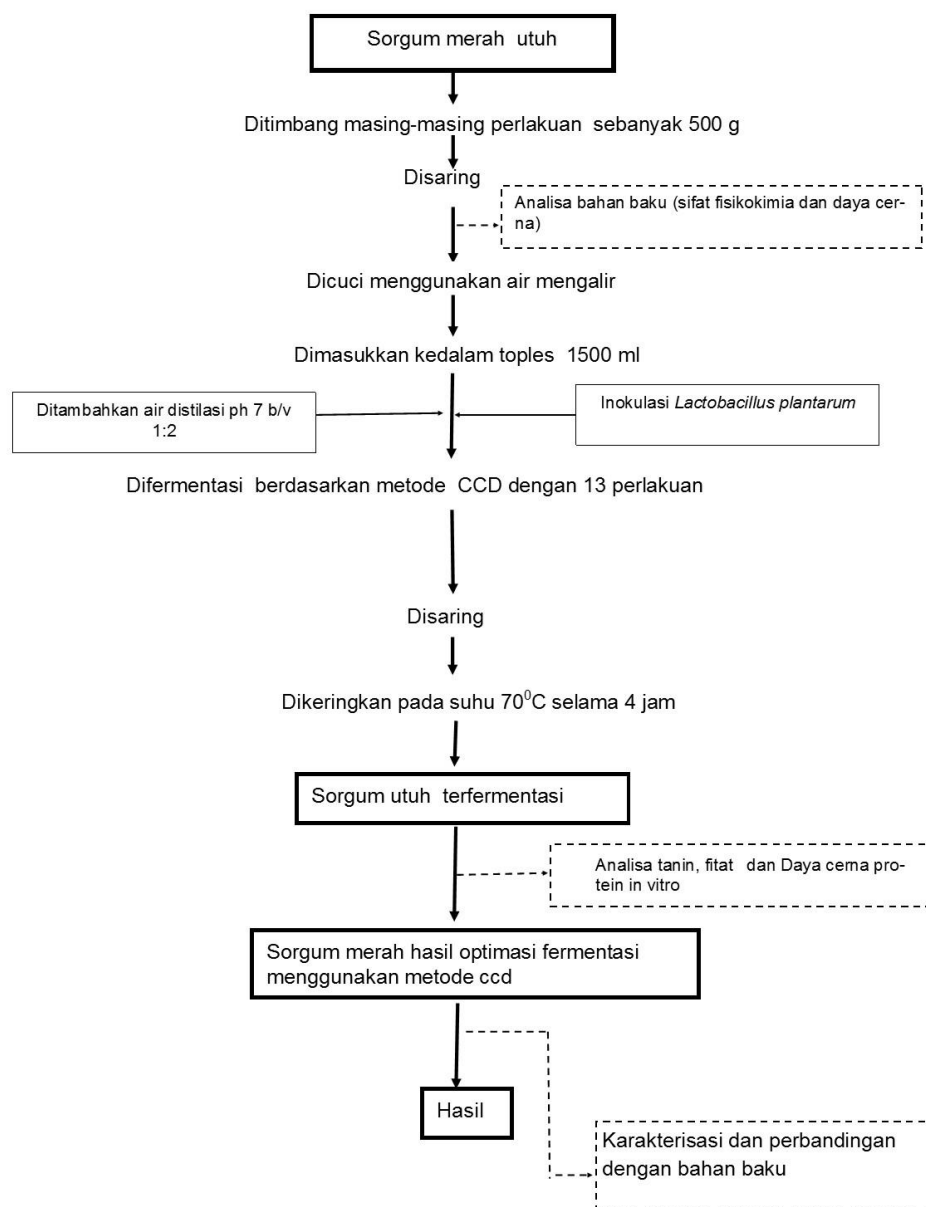 Sorgum merah utuh
Ditimbang masing-masing perlakuan sebanyak 500 g
Disaring
Analisa bahan baku (sifat fisikokimia dan daya cer-
na)
Dicuci menggunakan air mengalir
Dimasukkan kedalam toples 1500 ml
Ditambahkan air distilasi ph 7 b/v
1:2
Inokulasi Lactobacillus plantarum
Difermentasi berdasarkan metode CCD dengan 13 perlakuan
Disaring
Dikeringkan pada suhu 70⁰C selama 4 jam
Sorgum utuh terfermentasi
Analisa tanin, fitat dan Daya cerna pro-
tein in vitro
Sorgum merah hasil optimasi fermentasi
menggunakan metode ccd
Hasil
Karakterisasi dan perbandingan
dengan bahan baku